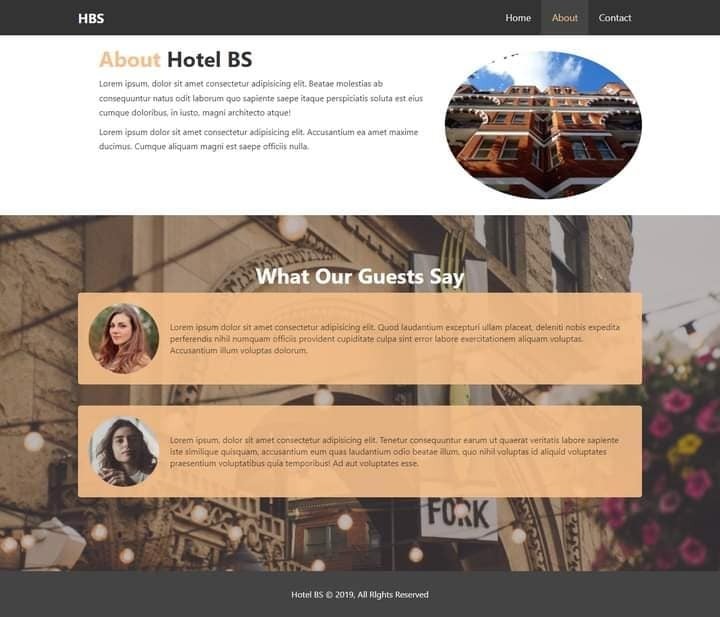 HBS
Home About Contact
About Hotel BS
Lorem ipsum, dolor sit amet consectetur adipisicing elit. Beatae molestias ab
consequuntur natus odit laborum quo sapiente saepe itaque perspiciatis soluta est eius
cumque doloribus, in iusto, magni architecto atque!
Lorem ipsum dolor sit amet consectetur adipisicing elit. Accusantium ea amet maxime
ducimus. Cumque aliquam magni est saepe officiis nulla.
What Our Guests Say
Lorem ipsum dolor sit amet consectetur adipisicing elit. Quod laudantium excepturi ullam placeat, deleniti nobis expedita
perferendis nihil numquam officiis provident cupiditate culpa sint error labore exercitationem aliquam voluptas.
Accusantium illum voluptas dolorum.
Lorem ipsum, dolor sit amet consectetur adipisicing elit. Tenetur consequuntur earum ut quaerat veritatis labore sapiente
iste similique quisquam, accusantium eum quas laudantium odio beatae illum, quo nihil voluptas id aliquid voluptates
praesentium voluptatibus quia temporibus! Ad aut voluptates esse.
FORK
Hotel BS © 2019, All RIghts Reserved